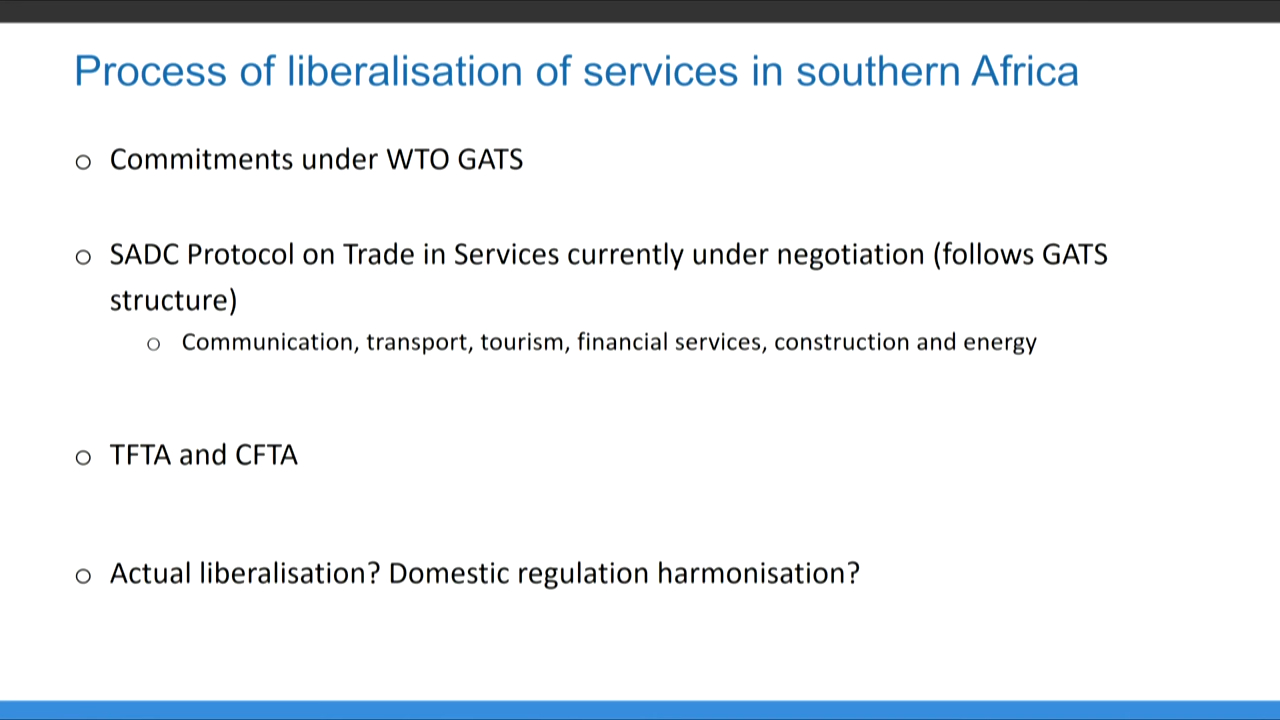 Process of liberalisation of services in southern Africa
o Commitments under WTO GATS
o SADC Protocol on Trade in Services currently under negotiation (follows GATS
structure)
o Communication, transport, tourism, financial services, construction and energy
o TFTA and CFTA
o Actual liberalisation? Domestic regulation harmonisation?